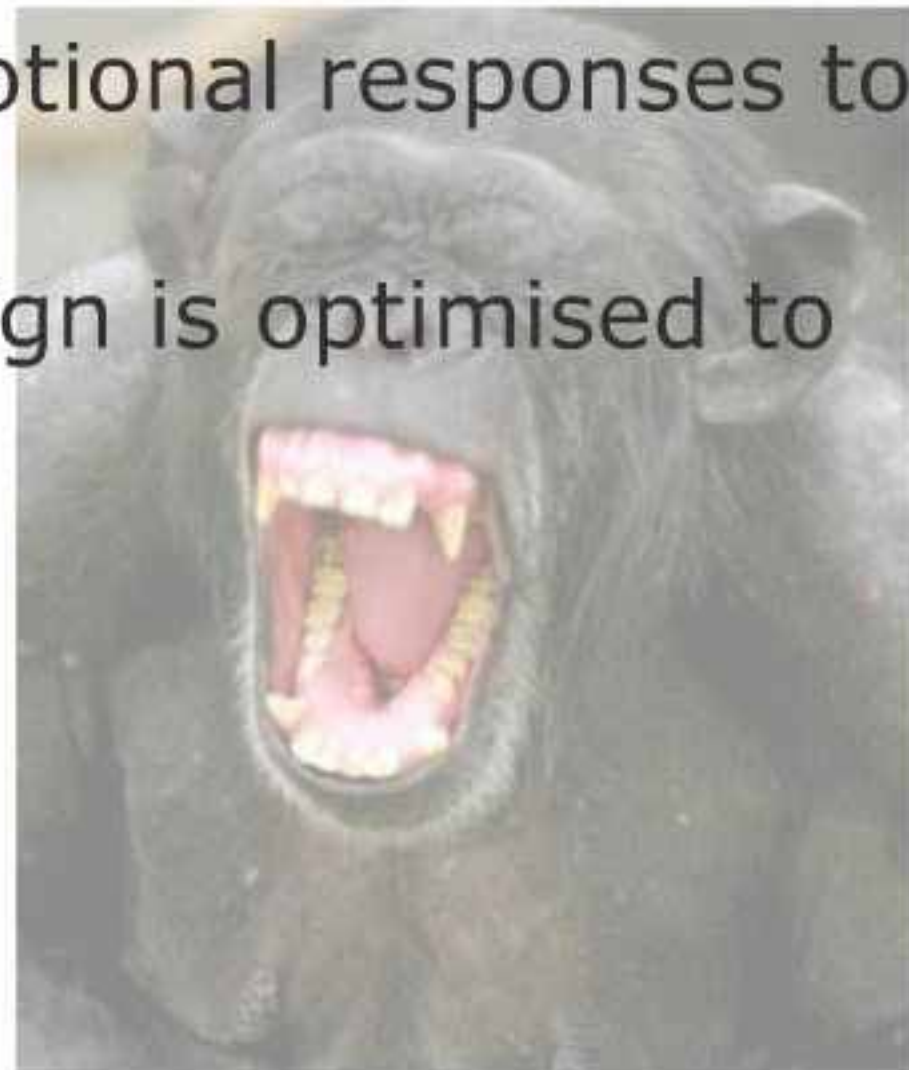 otional responses to
gn is optimised to